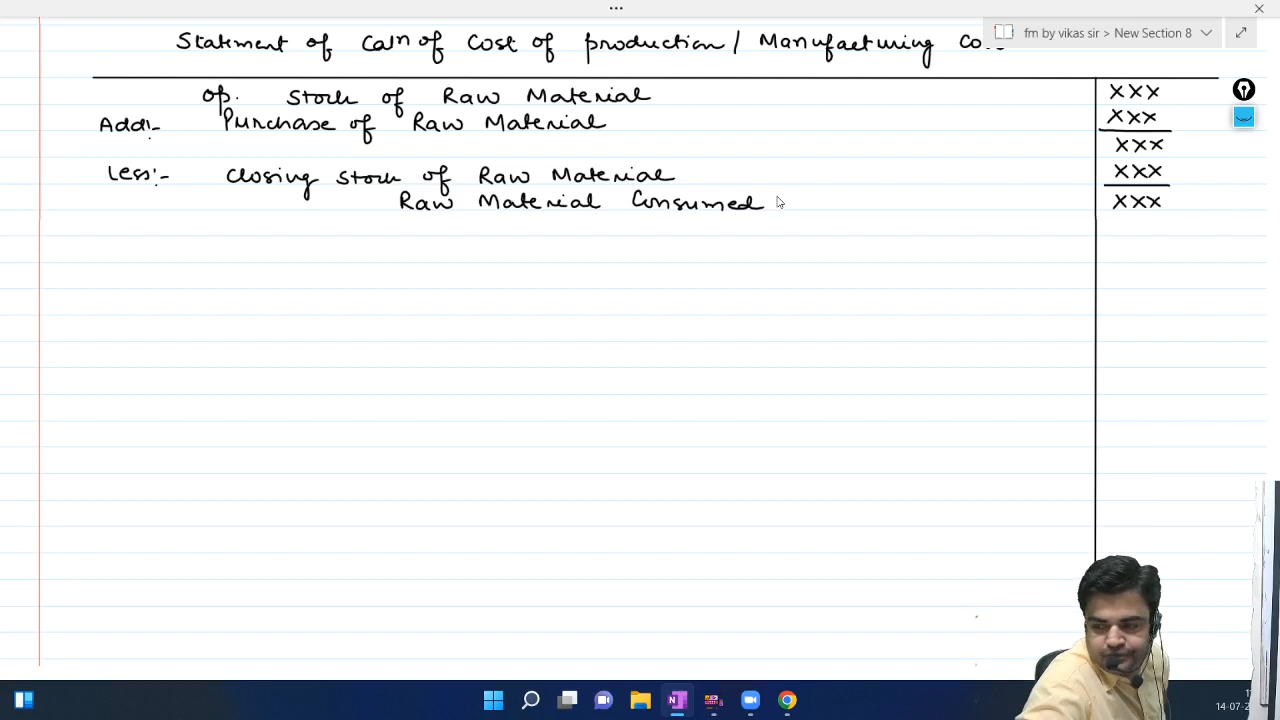 ...
fm by vikas sir > New Section 8
Statement of Caln of Cost of production / Manufacturing
Op. Stock of Raw Material XXX
Add:- Purchase of Raw Material XXX
XXX
Less:- Closing Stock of Raw Material XXX
Raw Material Consumed XXX